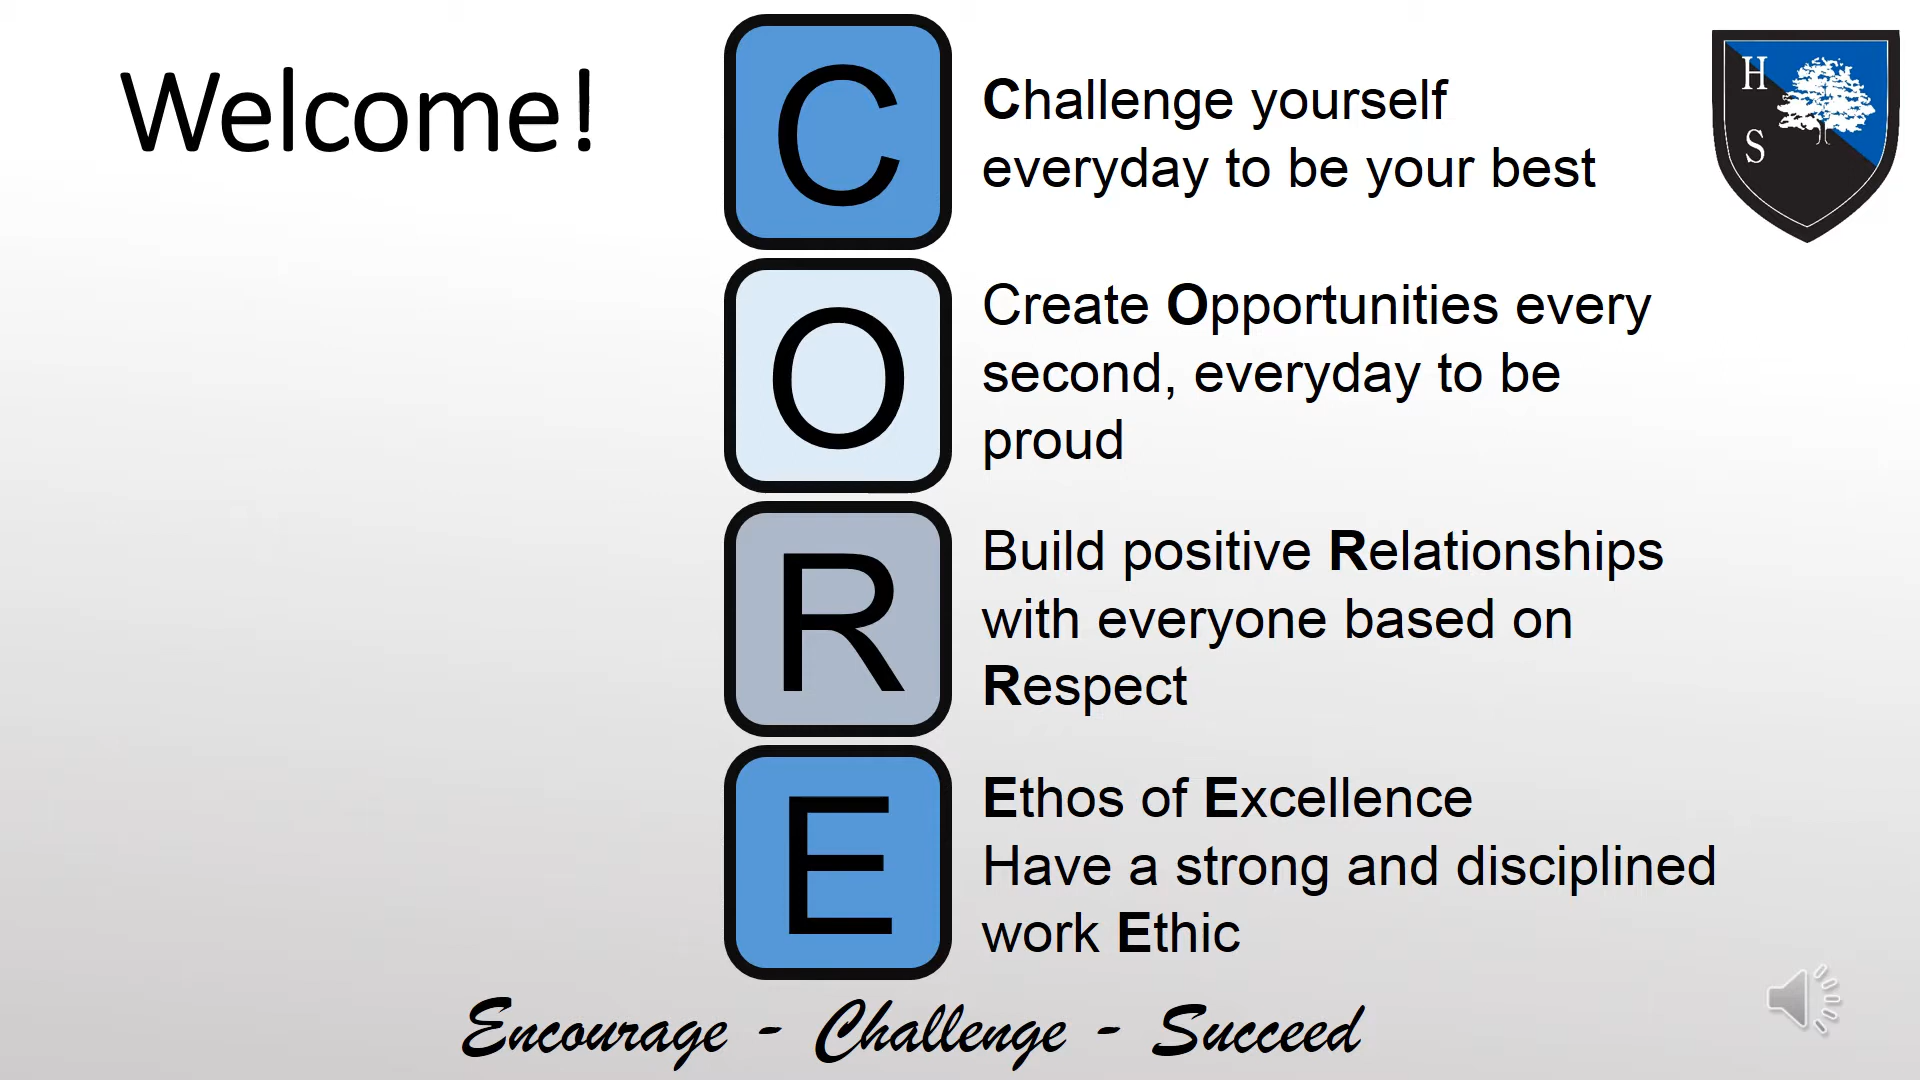 Welcome!
C
Challenge yourself
everyday to be your best
O
Create Opportunities every
second, everyday to be
proud
R
Build positive Relationships
with everyone based on
Respect
E
Ethos of Excellence
Have a strong and disciplined
work Ethic
Encourage - Challenge - Succeed
H
S